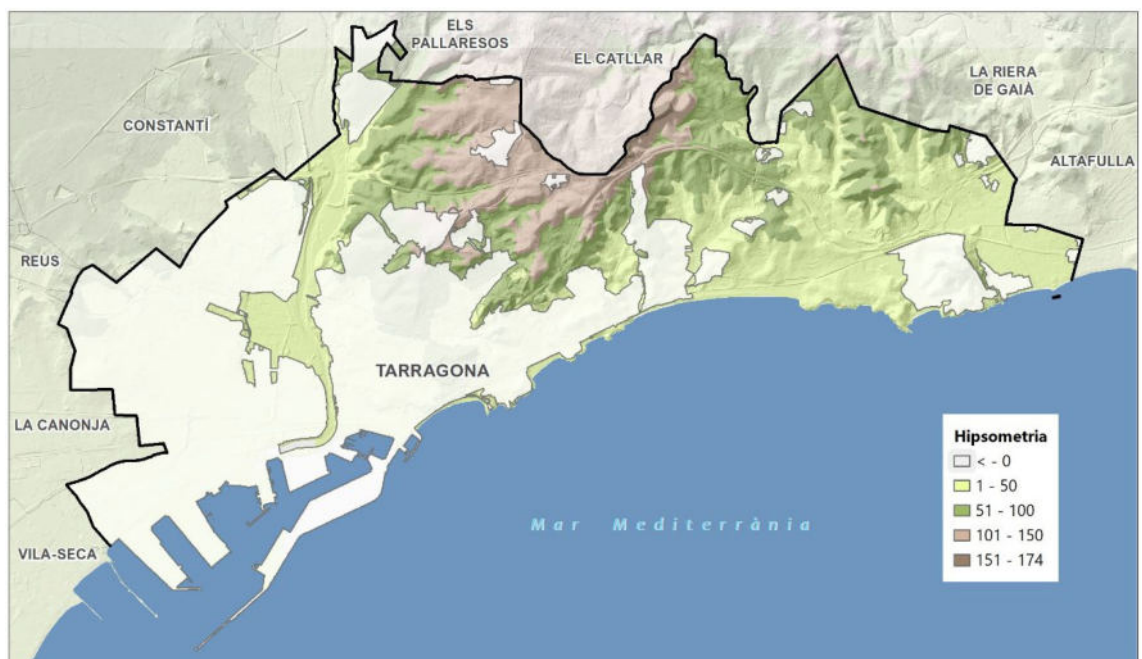 ELS
PALLARESOS
EL CATLLAR
LA RIERA
DE GAIÀ
CONSTANTÍ
ALTAFULLA
REUS
TARRAGONA
LA CANONJA
Hipsometria
< - 0
1 - 50
51 - 100
101 - 150
151 - 174
Mar Mediterrània
VILA-SECA